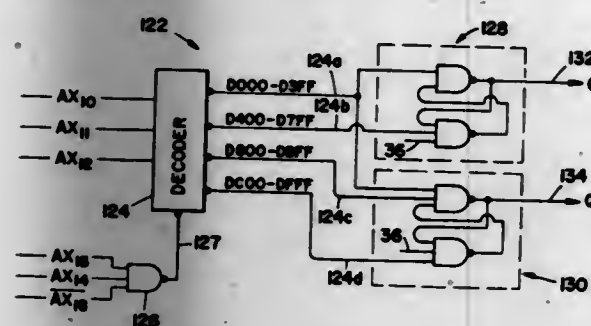 122
128
132
D000-D3FF
124a
124b
AX10
AX11
AX12
DECODER
D400-D7FF
36
D800-DBFF
134
124
DC00-DFFF
124c
127
36
124d
AX15
AX14
126
130